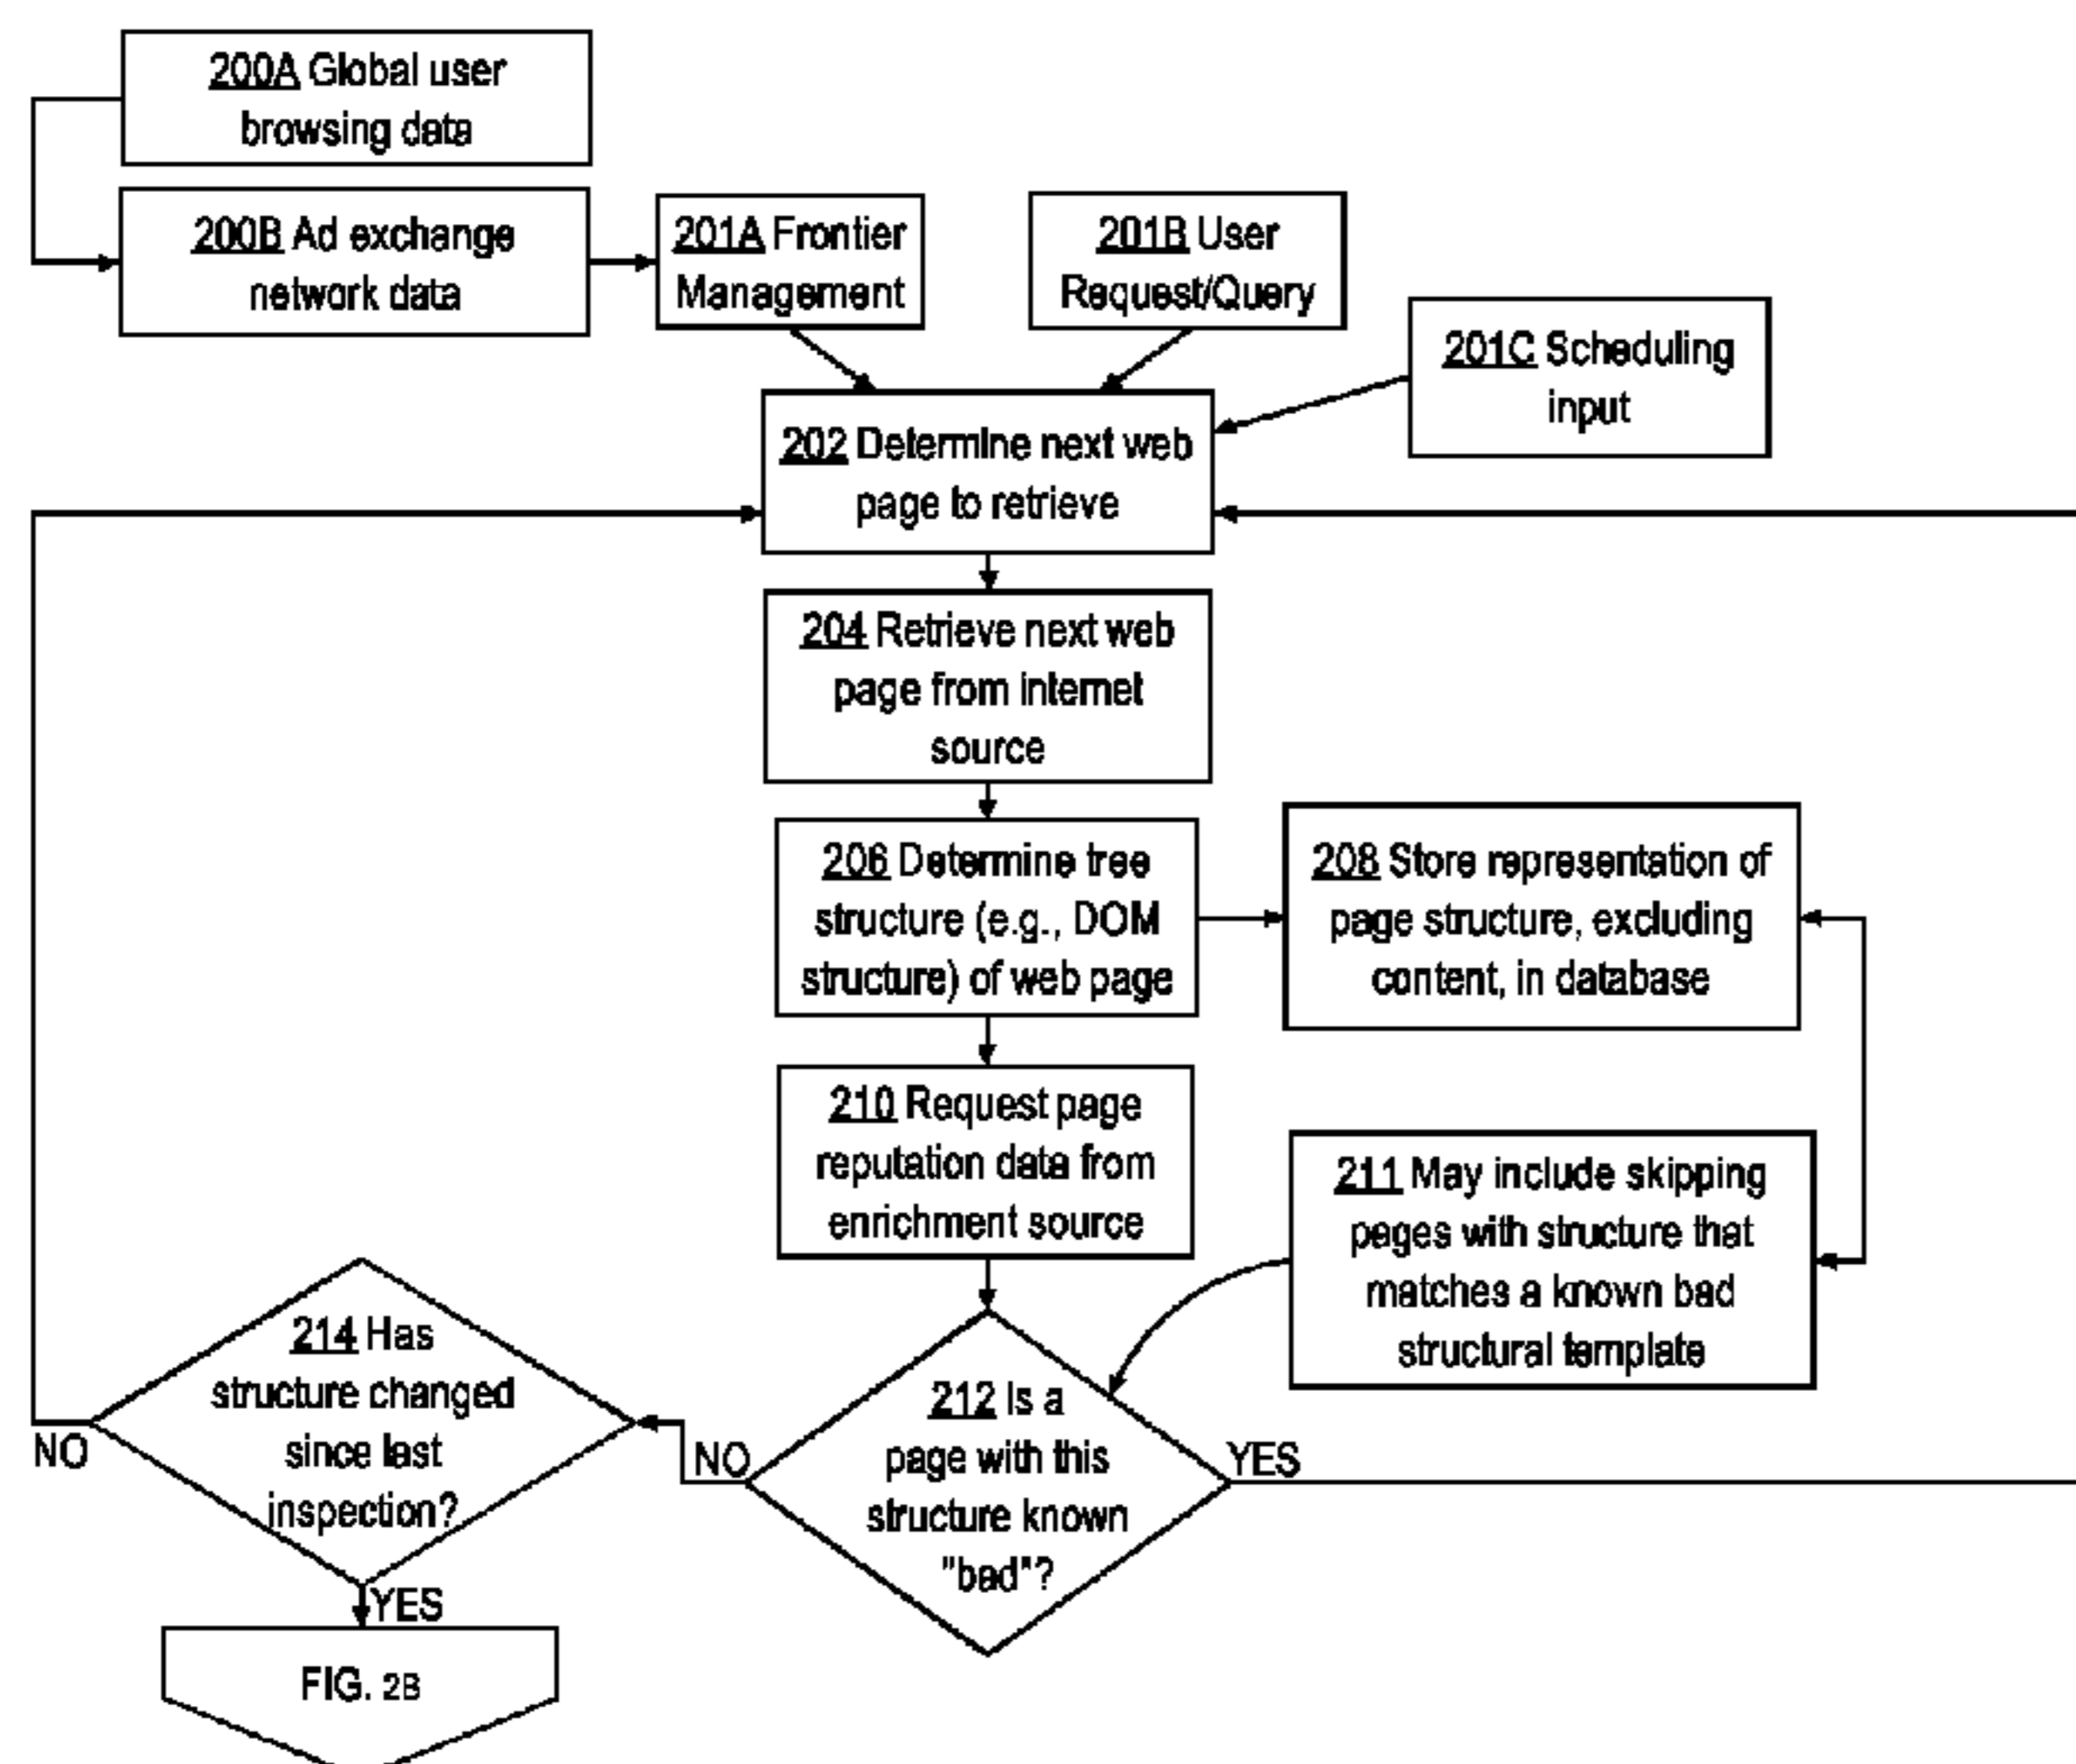 200A Global user
browsing data
200B Ad exchange
network data
201A Frontier
Management
201B User
Request/Query
201C Scheduling
input
202 Determine next web
page to retrieve
204 Retrieve next web
page from internet
source
206 Determine tree
structure (e.g., DOM
structure) of web page
208 Store representation of
page structure, excluding
content, in database
210 Request page
reputation data from
enrichment source
211 May include skipping
pages with structure that
matches a known bad
structural template
212 Is a
page with this
structure known
"bad"?
YES
NO
214 Has
structure changed
since last
inspection?
NO
YES
FIG. 2B